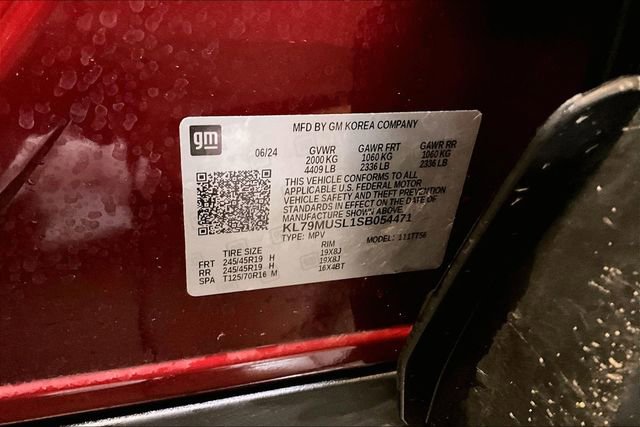 gm
MFD BY GM KOREA COMPANY
06/24 GVWR GAWR FRT GAWR RR
2000 KG 1060 KG 1060 KG
4409 LB 2336 LB 2336 LB
THIS VEHICLE CONFORMS TO ALL
APPLICABLE U.S. FEDERAL MOTOR
VEHICLE SAFETY AND THEFT PREVENTION
STANDARDS IN EFFECT ON THE DATE OF
MANUFACTURE SHOWN ABOVE.
KL79MUSL1SB054471
TYPE: MPV MODEL: 11TT56
TIRE SIZE RIM
FRT 245/45R19 H 19X8J
RR 245/45R19 H 19X8J
SPA T125/70R16 M 16X4BT